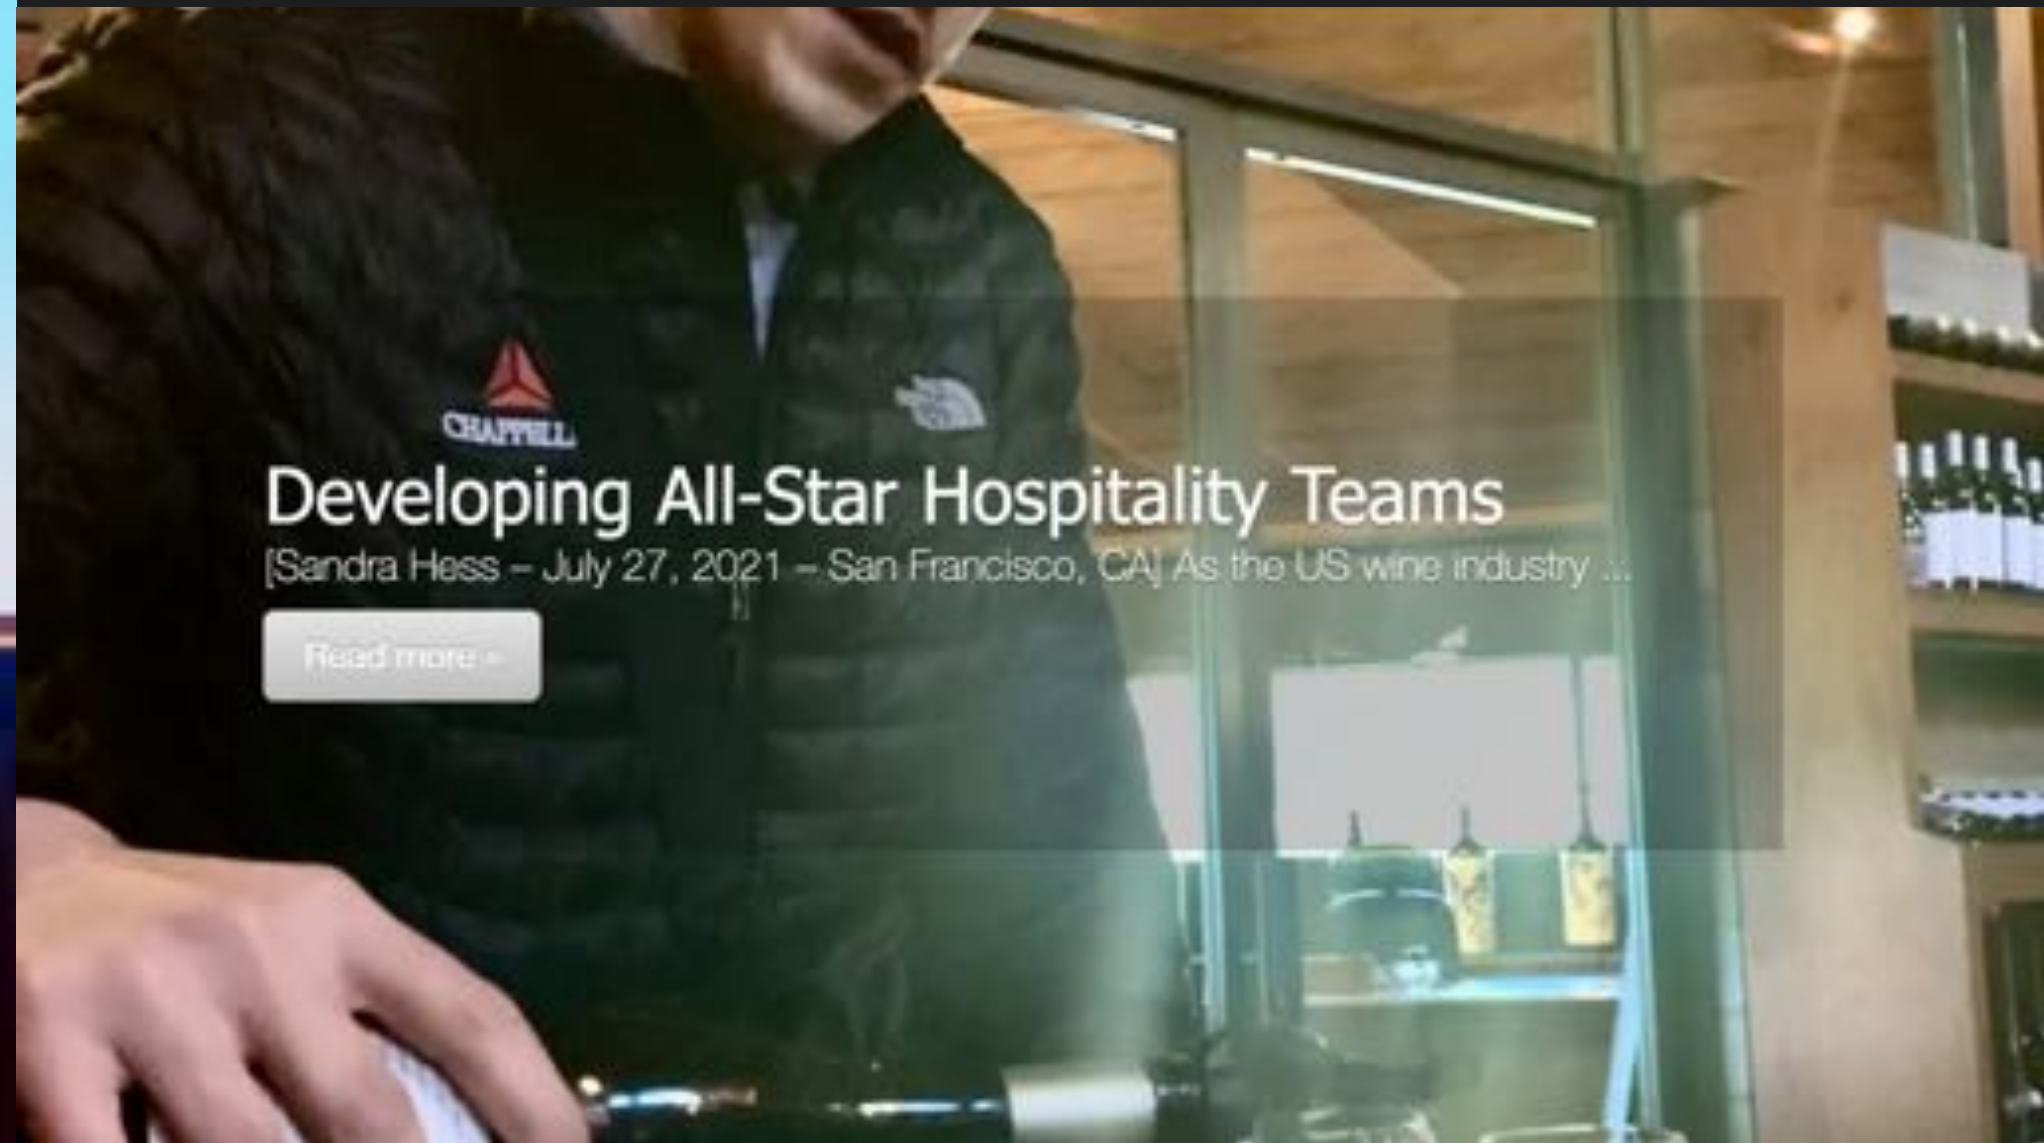 CHAPPELL
Developing All-Star Hospitality Teams
[Sandra Hess – July 27, 2021 – San Francisco, CA] As the US wine industry ...
Read more »